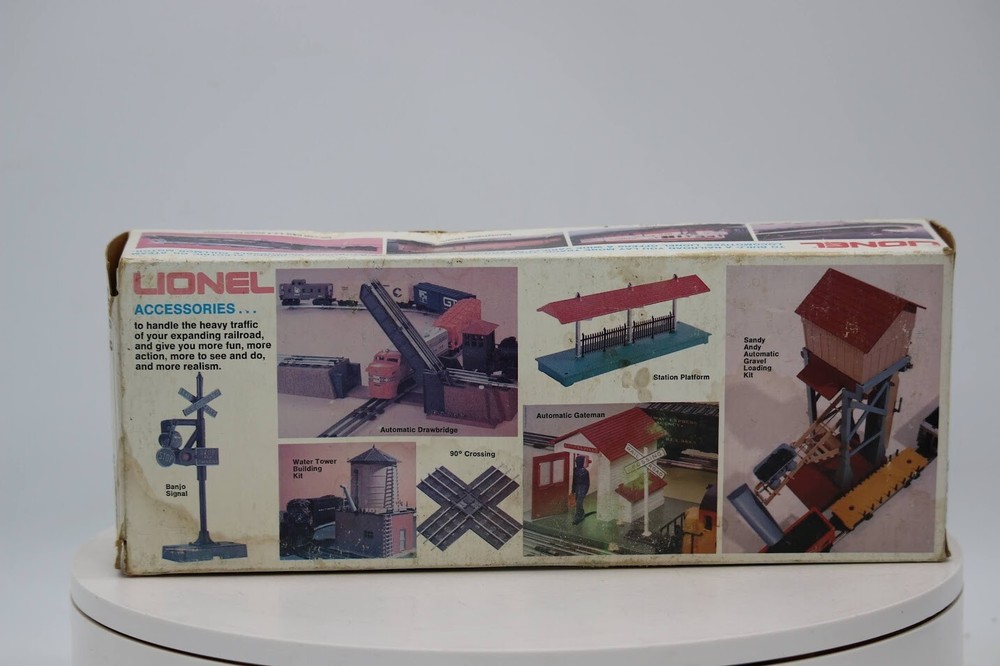 LIONEL
LIONEL
ACCESSORIES...
to handle the heavy traffic
of your expanding railroad,
and give you more fun, more
action, more to see and do,
and more realism.
Banjo
Signal
Automatic Drawbridge
Water Tower
Building
Kit
90° Crossing
Station Platform
Automatic Gateman
Sandy
Andy
Automatic
Gravel
Loading
Kit